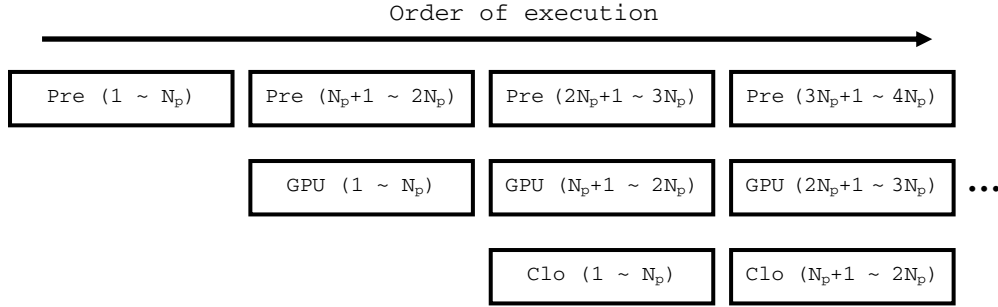 Order of execution
Pre (1 ~ Nₚ) Pre (Nₚ+1 ~ 2Nₚ) Pre (2Nₚ+1 ~ 3Nₚ) Pre (3Nₚ+1 ~ 4Nₚ)
GPU (1 ~ Nₚ) GPU (Nₚ+1 ~ 2Nₚ) GPU (2Nₚ+1 ~ 3Nₚ) ...
Clo (1 ~ Nₚ) Clo (Nₚ+1 ~ 2Nₚ)